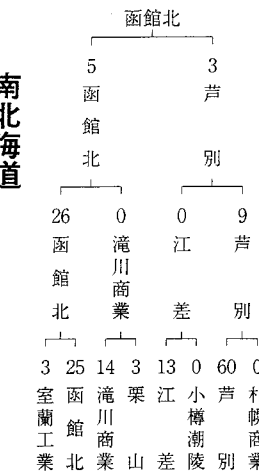 函館北
南北海道
5 3
函館北
芦別
26 0 0 9
函館北
滝川商業
江差
芦別
3 25 14 3 13 0 60 0
室蘭工業
函館北
滝川商業
栗山
江差
小樽潮陵
芦別
札幌商業